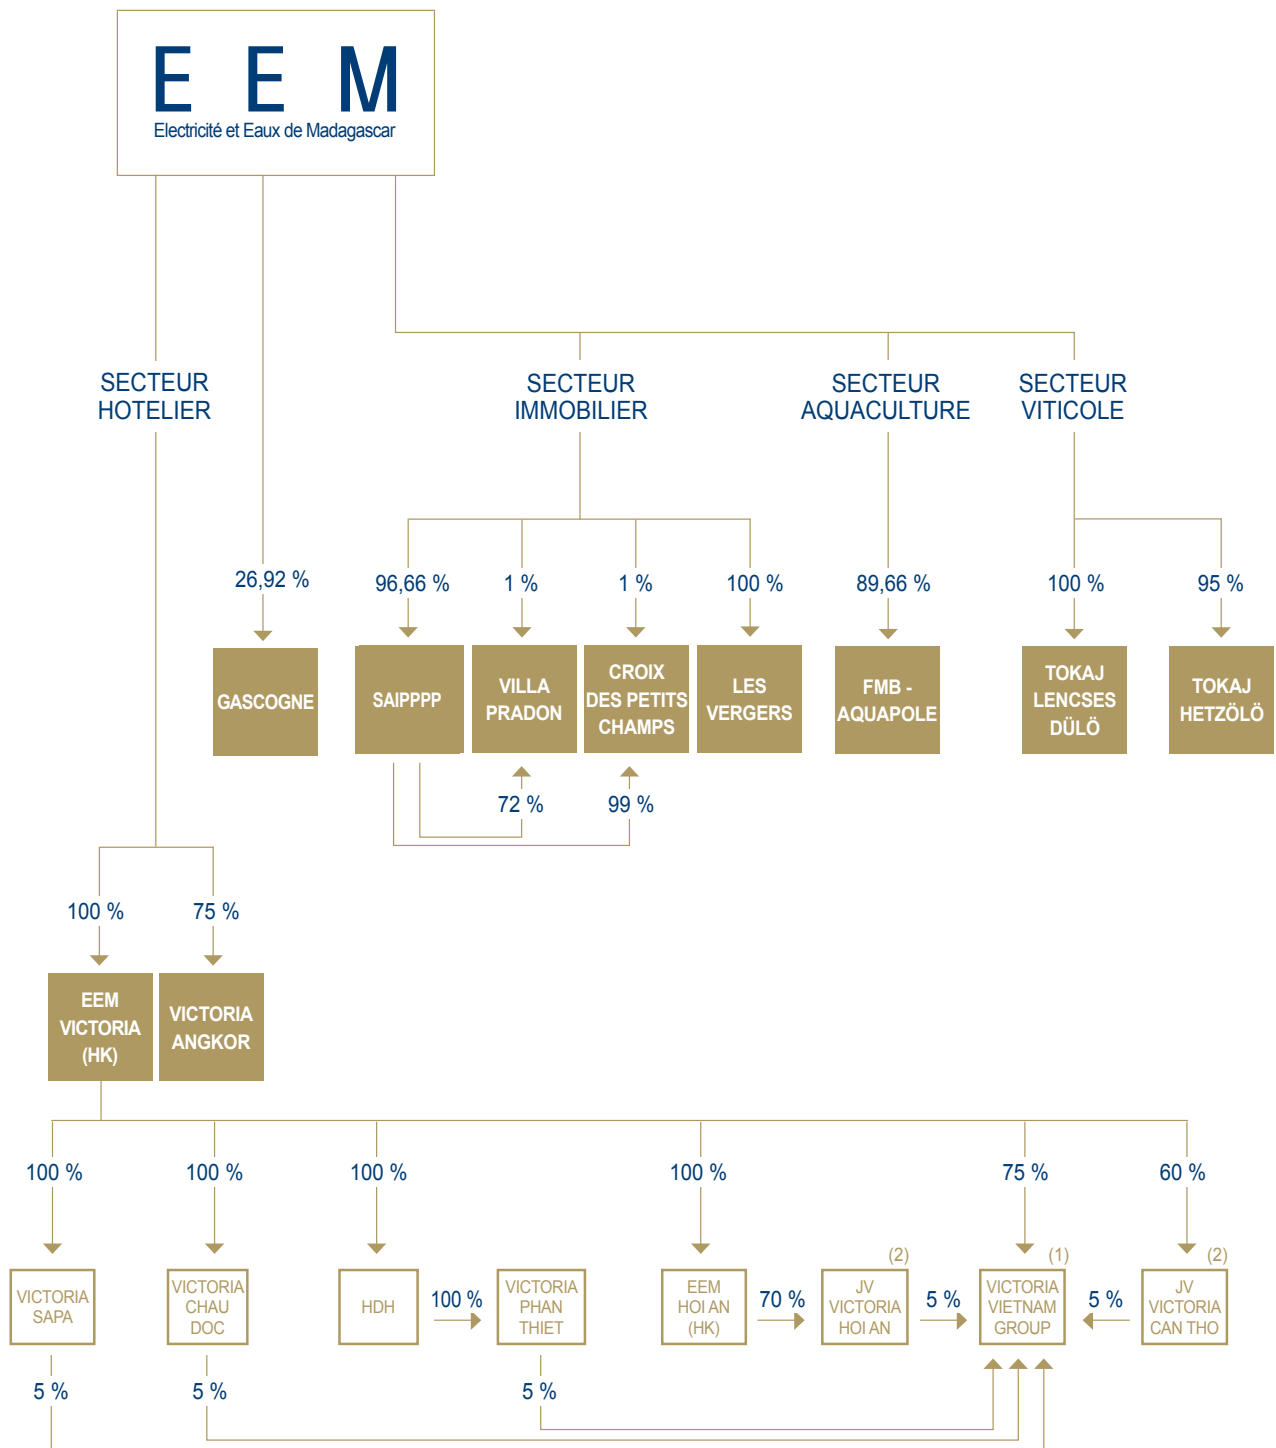 E E M
Electricité et Eaux de Madagascar
SECTEUR
HOTELIER
SECTEUR
IMMOBILIER
SECTEUR
AQUACULTURE
SECTEUR
VITICOLE
26,92 %
96,66 %
1 %
1 %
100 %
89,66 %
100 %
95 %
GASCOGNE
SAIPPPP
VILLA
PRADON
CROIX
DES PETITS
CHAMPS
LES
VERGERS
FMB -
AQUAPOLE
TOKAJ
LENCSES
DÜLÖ
TOKAJ
HETZÖLÖ
72 %
99 %
100 %
75 %
EEM
VICTORIA
(HK)
VICTORIA
ANGKOR
100 %
100 %
100 %
100 %
75 %
60 %
VICTORIA
SAPA
VICTORIA
CHAU
DOC
HDH
100 %
VICTORIA
PHAN
THIET
EEM
HOI AN
(HK)
70 %
(2)
JV
VICTORIA
HOI AN
5 %
(1)
VICTORIA
VIETNAM
GROUP
5 %
(2)
JV
VICTORIA
CAN THO
5 %
5 %
5 %